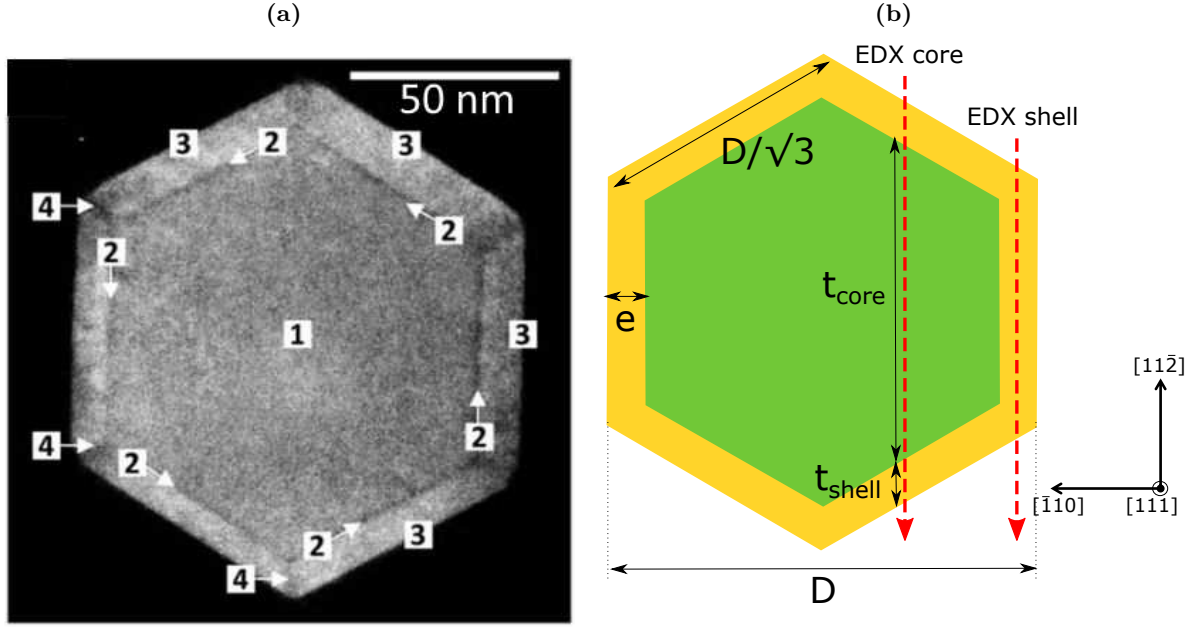 (a)
50 nm
3
2
3
4
2
2
1
3
2
4
2
2
3
4
(b)
EDX core
EDX shell
D/√3
t_core
e
t_shell
D
[112̄]
[1̄10]
[111]